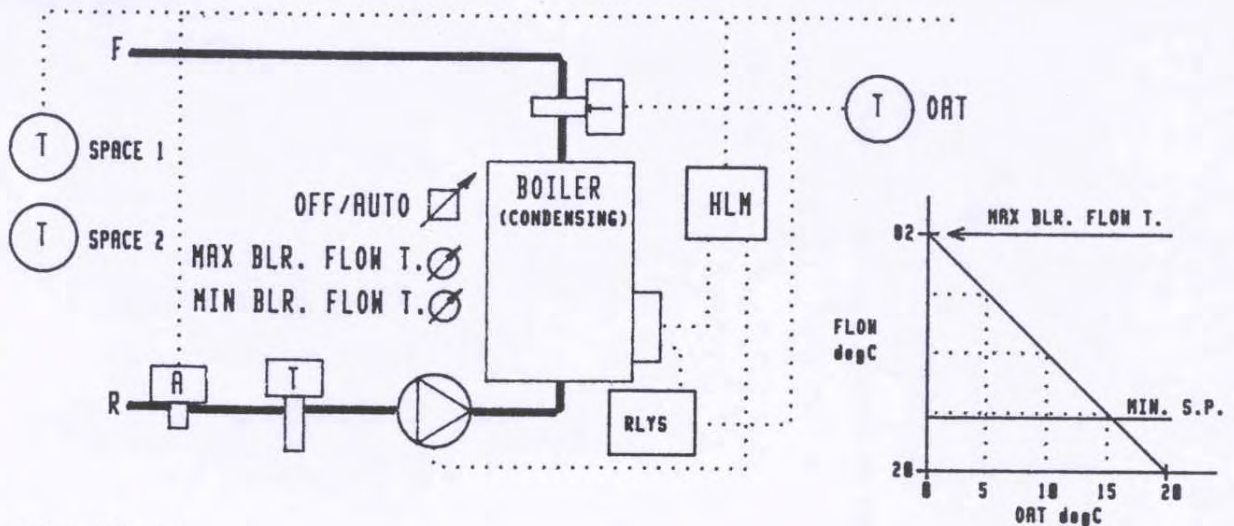 F
T SPACE 1
T SPACE 2
T OAT
BOILER
(CONDENSING)
OFF/AUTO
HLM
MAX BLR. FLOW T.
MIN BLR. FLOW T.
A
T
R
RLYS
82
MAX BLR. FLOW T.
FLOW
degC
MIN. S.P.
20
0 5 10 15 20
OAT degC